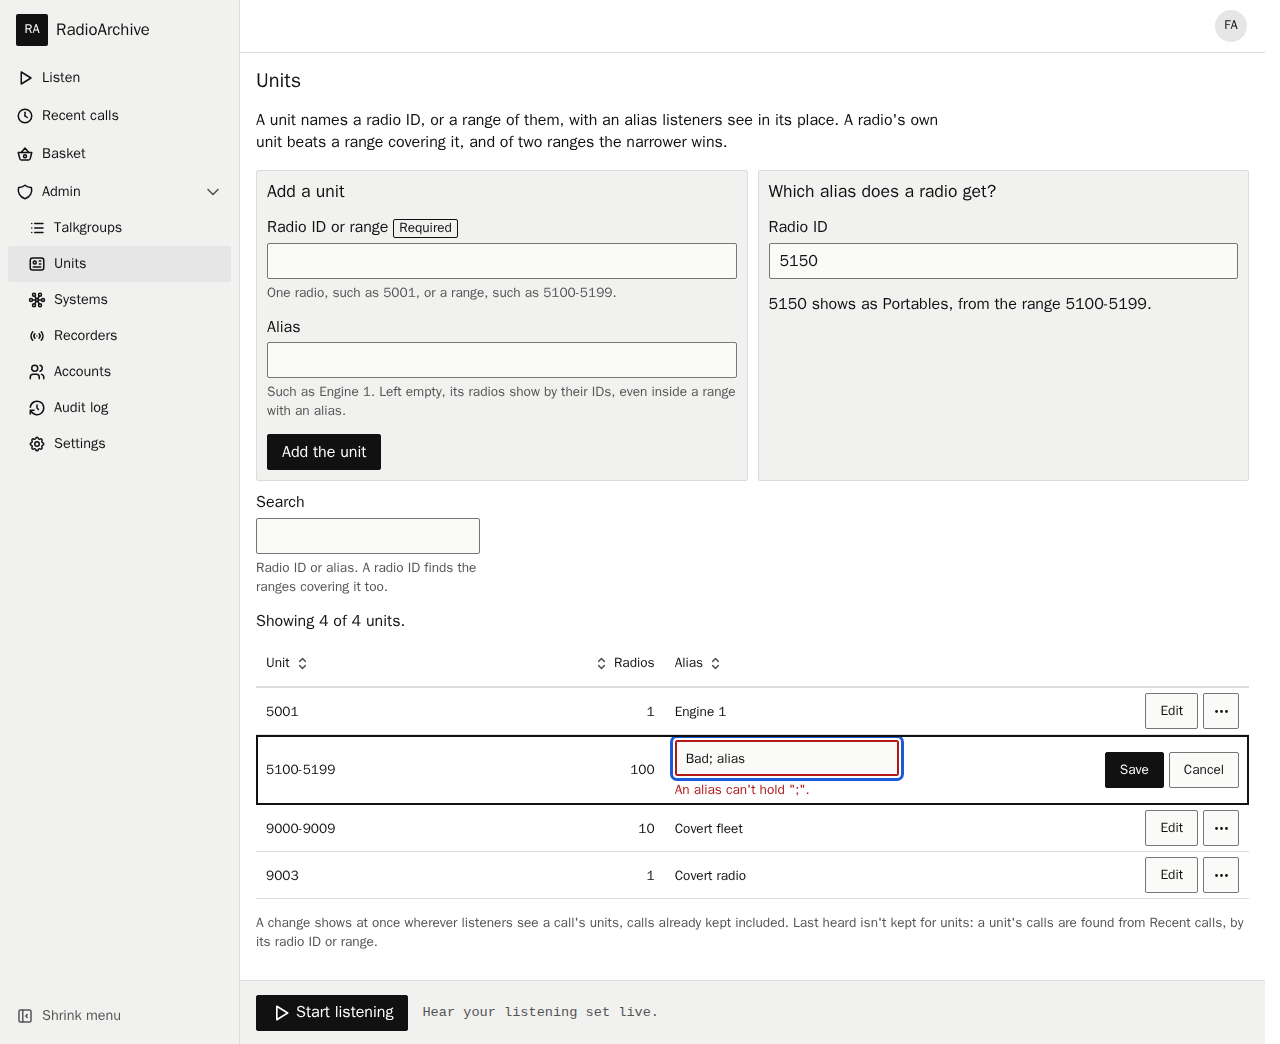 RA
RadioArchive
FA
Listen
Recent calls
Basket
Admin
Talkgroups
Units
Systems
Recorders
Accounts
Audit log
Settings
Shrink menu
Units
A unit names a radio ID, or a range of them, with an alias listeners see in its place. A radio's own
unit beats a range covering it, and of two ranges the narrower wins.
Add a unit
Radio ID or range Required
One radio, such as 5001, or a range, such as 5100-5199.
Alias
Such as Engine 1. Left empty, its radios show by their IDs, even inside a range
with an alias.
Add the unit
Which alias does a radio get?
Radio ID
5150
5150 shows as Portables, from the range 5100-5199.
Search
Radio ID or alias. A radio ID finds the
ranges covering it too.
Showing 4 of 4 units.
Unit Radios Alias
5001 1 Engine 1 Edit
5100-5199 100 Bad; alias Save Cancel
An alias can't hold ";".
9000-9009 10 Covert fleet Edit
9003 1 Covert radio Edit
A change shows at once wherever listeners see a call's units, calls already kept included. Last heard isn't kept for units: a unit's calls are found from Recent calls, by
its radio ID or range.
Start listening Hear your listening set live.